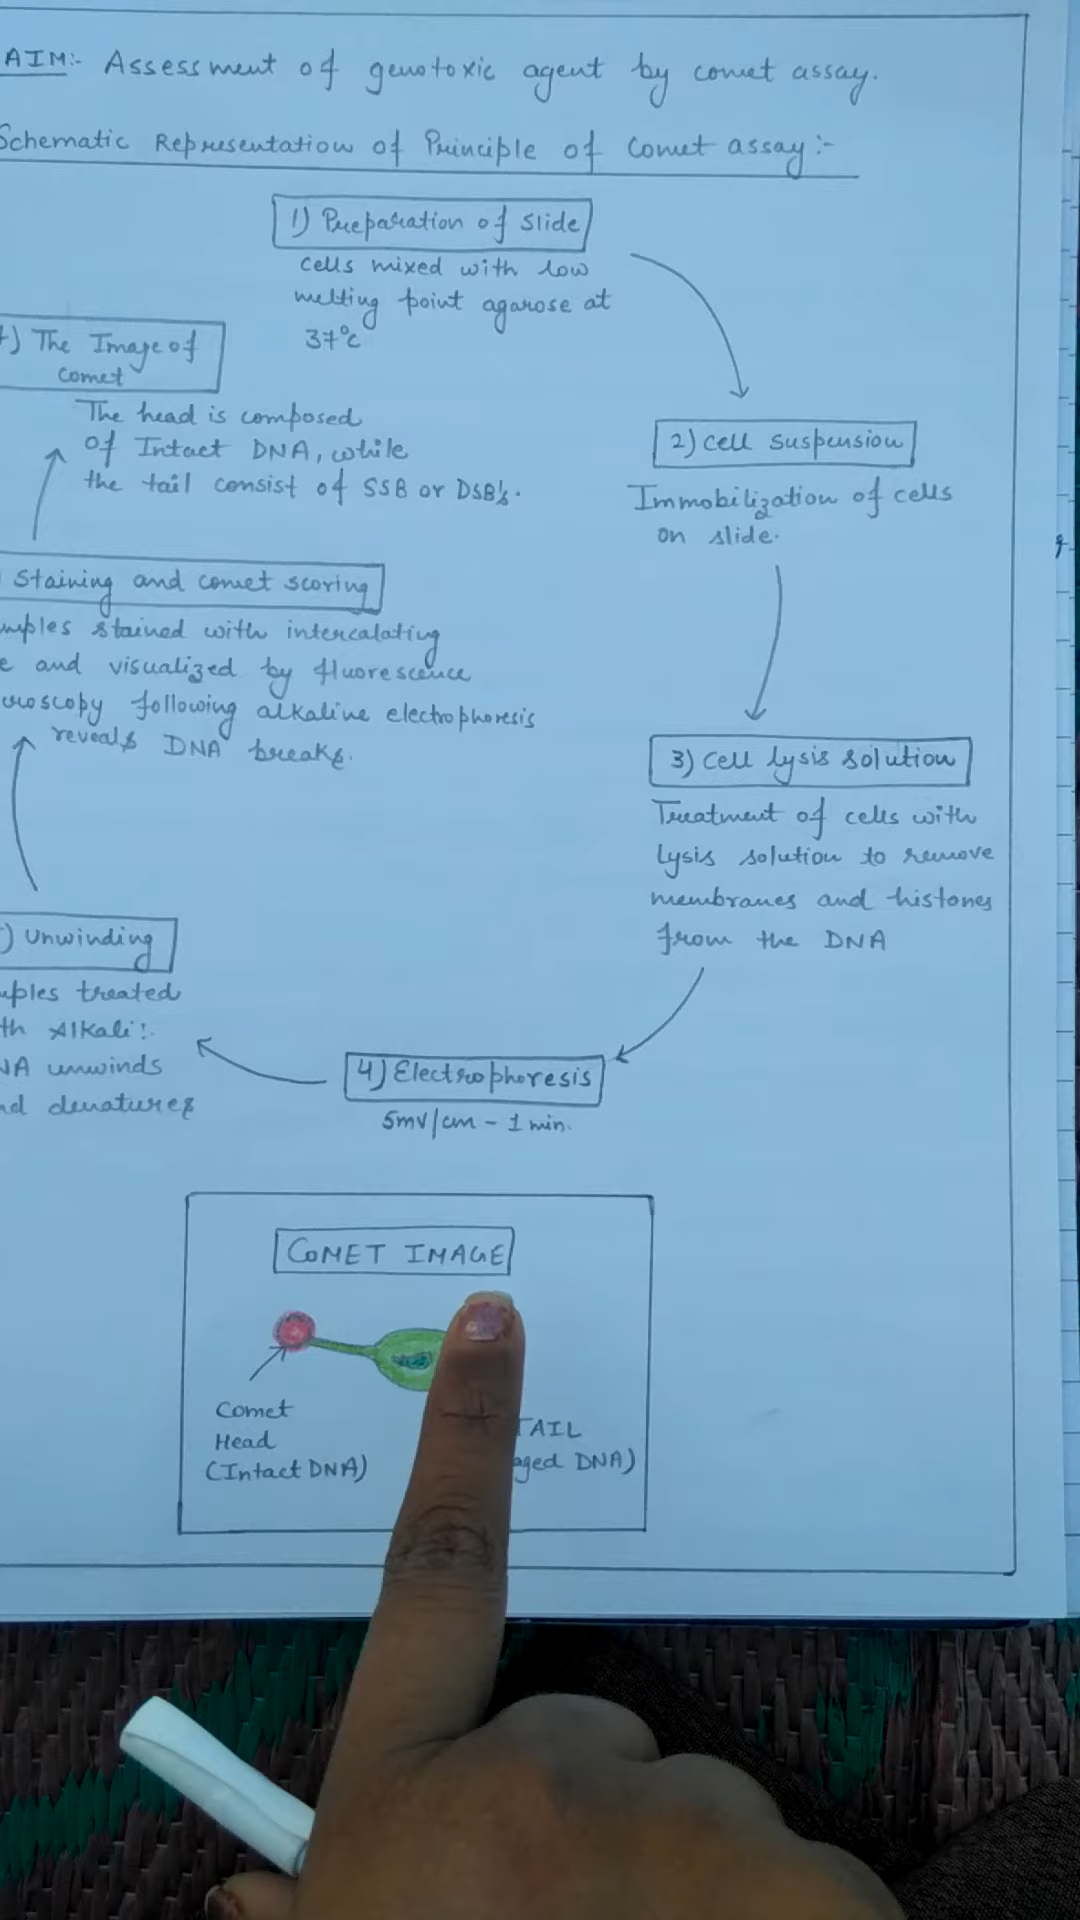 AIM:- Assessment of genotoxic agent by comet assay.
Schematic Representation of Principle of Comet assay:-
1) Preparation of slide
cells mixed with low
melting point agarose at
37°c
2) cell suspension
Immobilization of cells
on slide.
3) cell lysis solution
Treatment of cells with
lysis solution to remove
membranes and histones
from the DNA
4) Electrophoresis
5mv/cm - 1 min.
) Unwinding
treated
Alkali:
unwinds
denatures
Staining and comet scoring
stained with intercalating
and visualized by fluorescence
following alkaline electrophoresis
reveals DNA breaks.
) The Image of
comet
The head is composed
of Intact DNA, while
the tail consist of SSB or DSB's.
COMET IMAGE
Comet
Head
(Intact DNA)
TAIL
DNA)